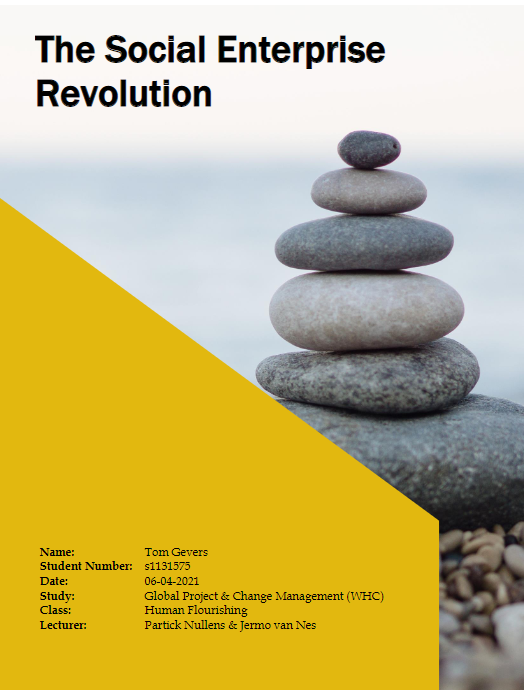 The Social Enterprise
Revolution
Name: Tom Gevers
Student Number: s1131575
Date: 06-04-2021
Study: Global Project & Change Management (WHC)
Class: Human Flourishing
Lecturer: Partick Nullens & Jermo van Nes